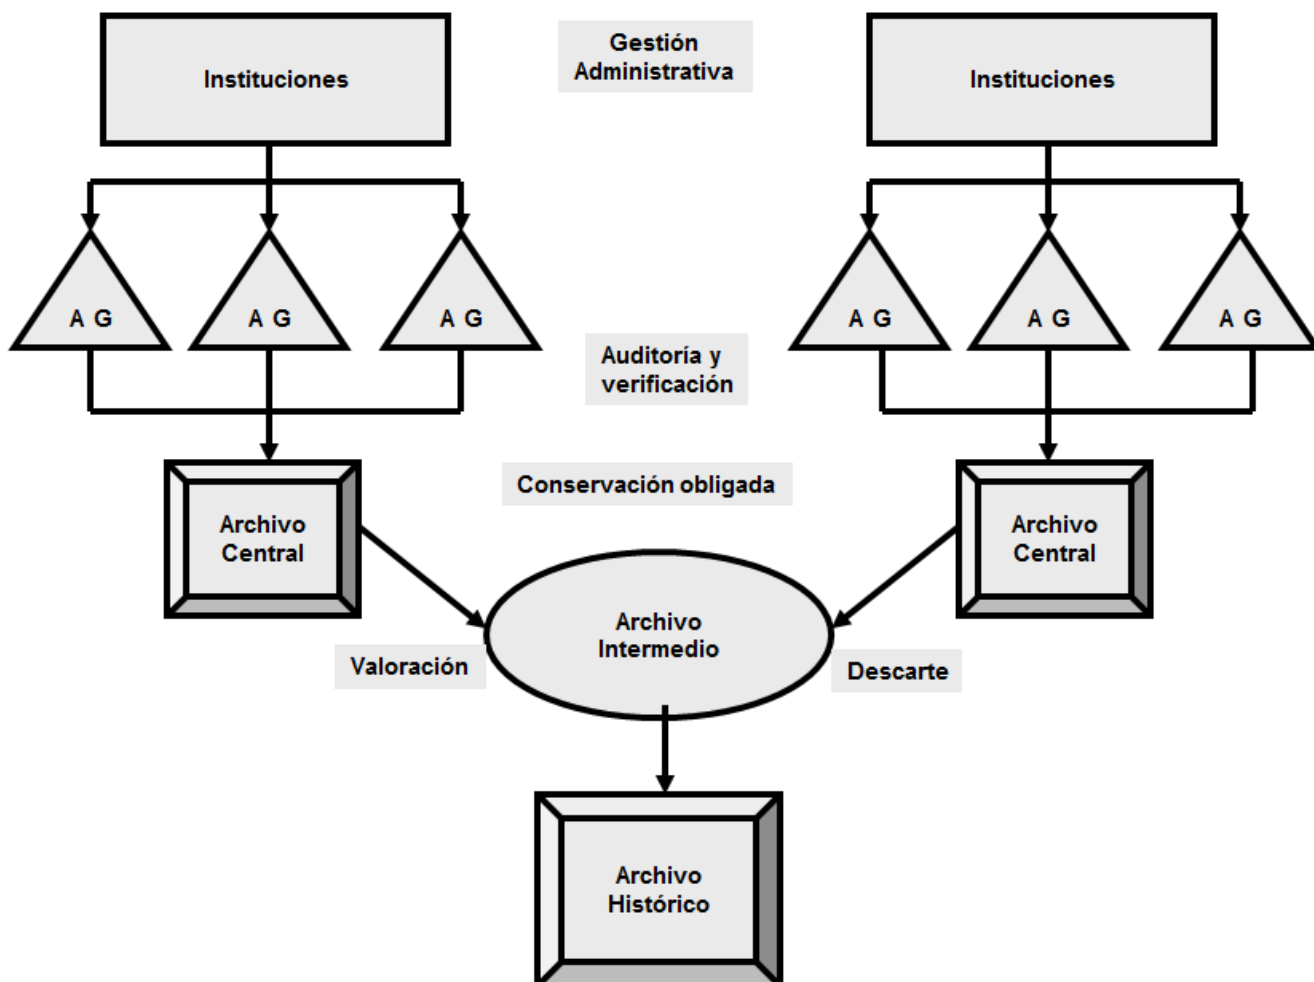 Gestión
Administrativa
Instituciones
Instituciones
A G
A G
A G
A G
A G
A G
Auditoría y
verificación
Conservación obligada
Archivo
Central
Archivo
Central
Archivo
Intermedio
Valoración
Descarte
Archivo
Histórico